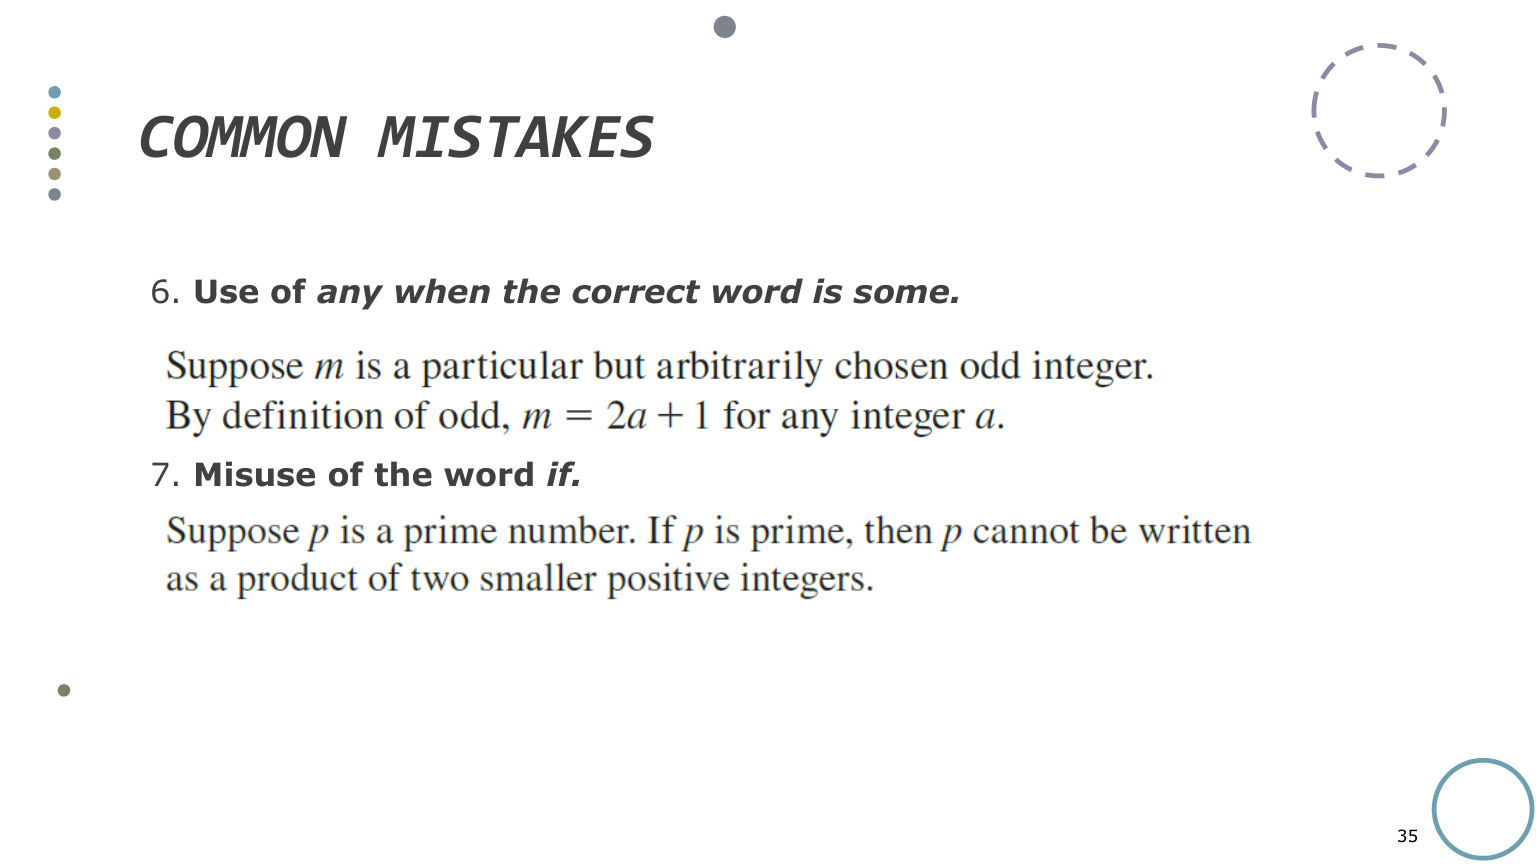 COMMON MISTAKES
6. Use of any when the correct word is some.
Suppose m is a particular but arbitrarily chosen odd integer.
By definition of odd, m = 2a + 1 for any integer a.
7. Misuse of the word if.
Suppose p is a prime number. If p is prime, then p cannot be written
as a product of two smaller positive integers.
35